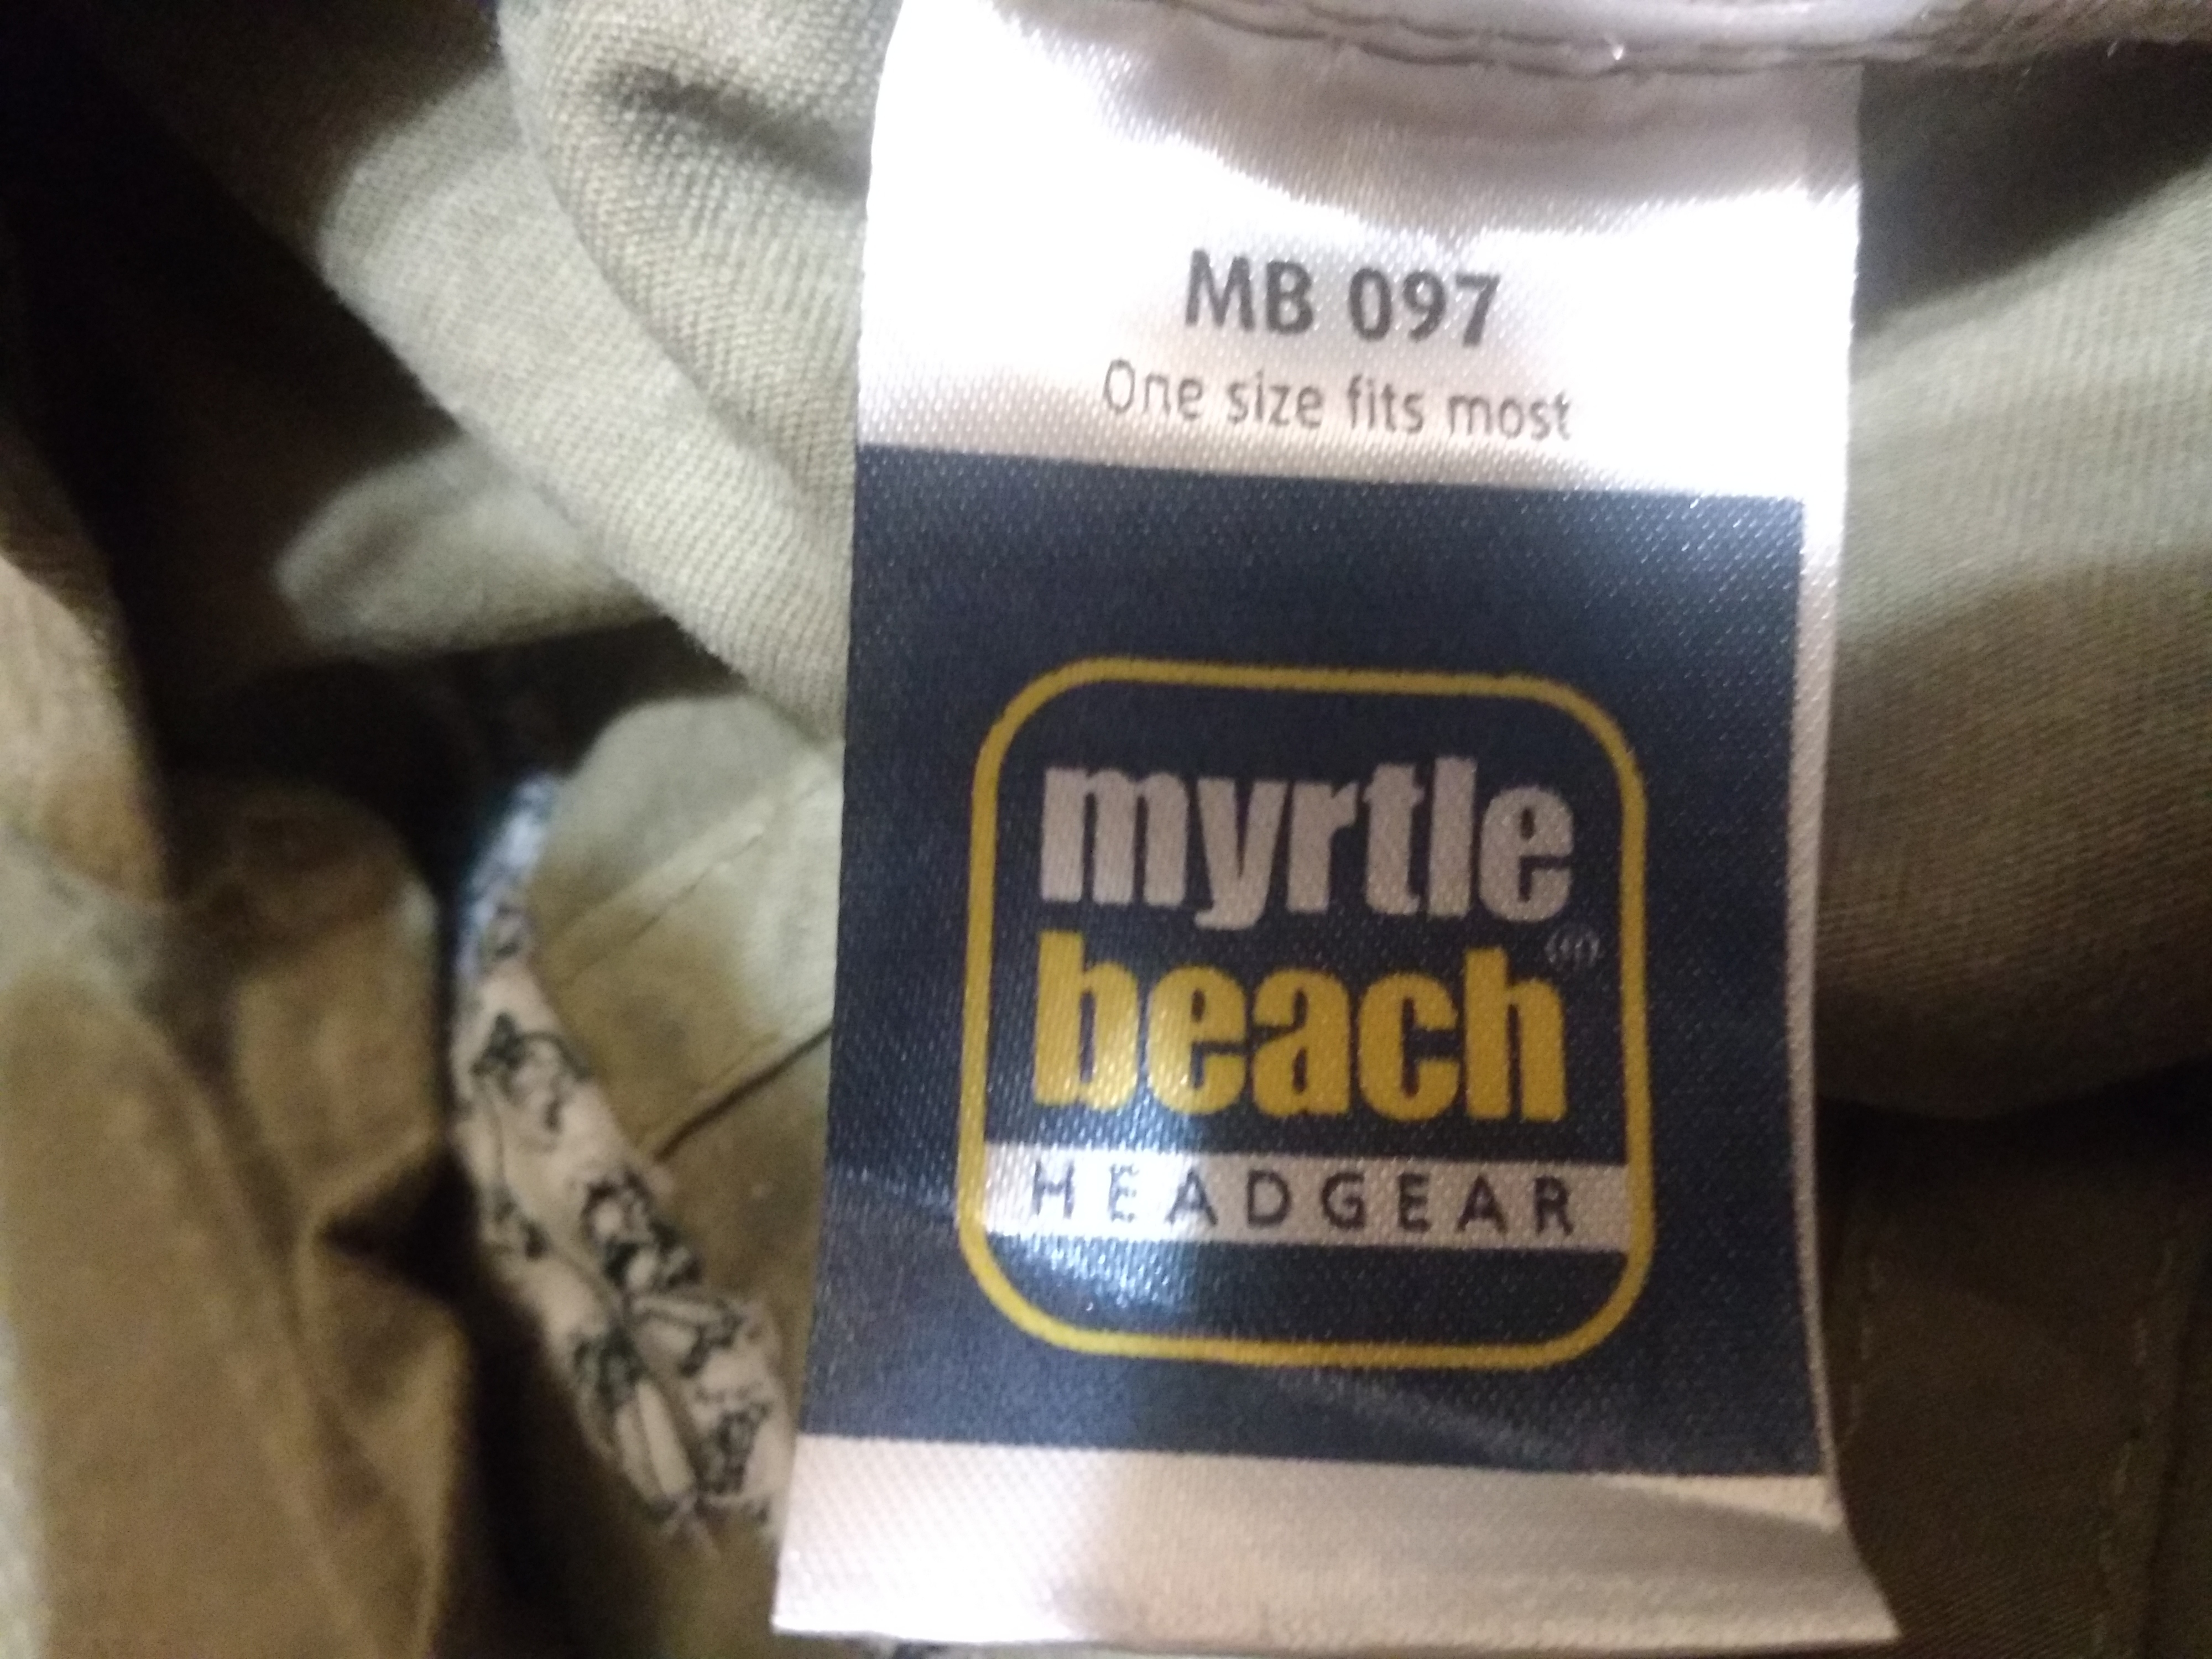 MB 097
One size fits most
myrtle
beach®
HEADGEAR